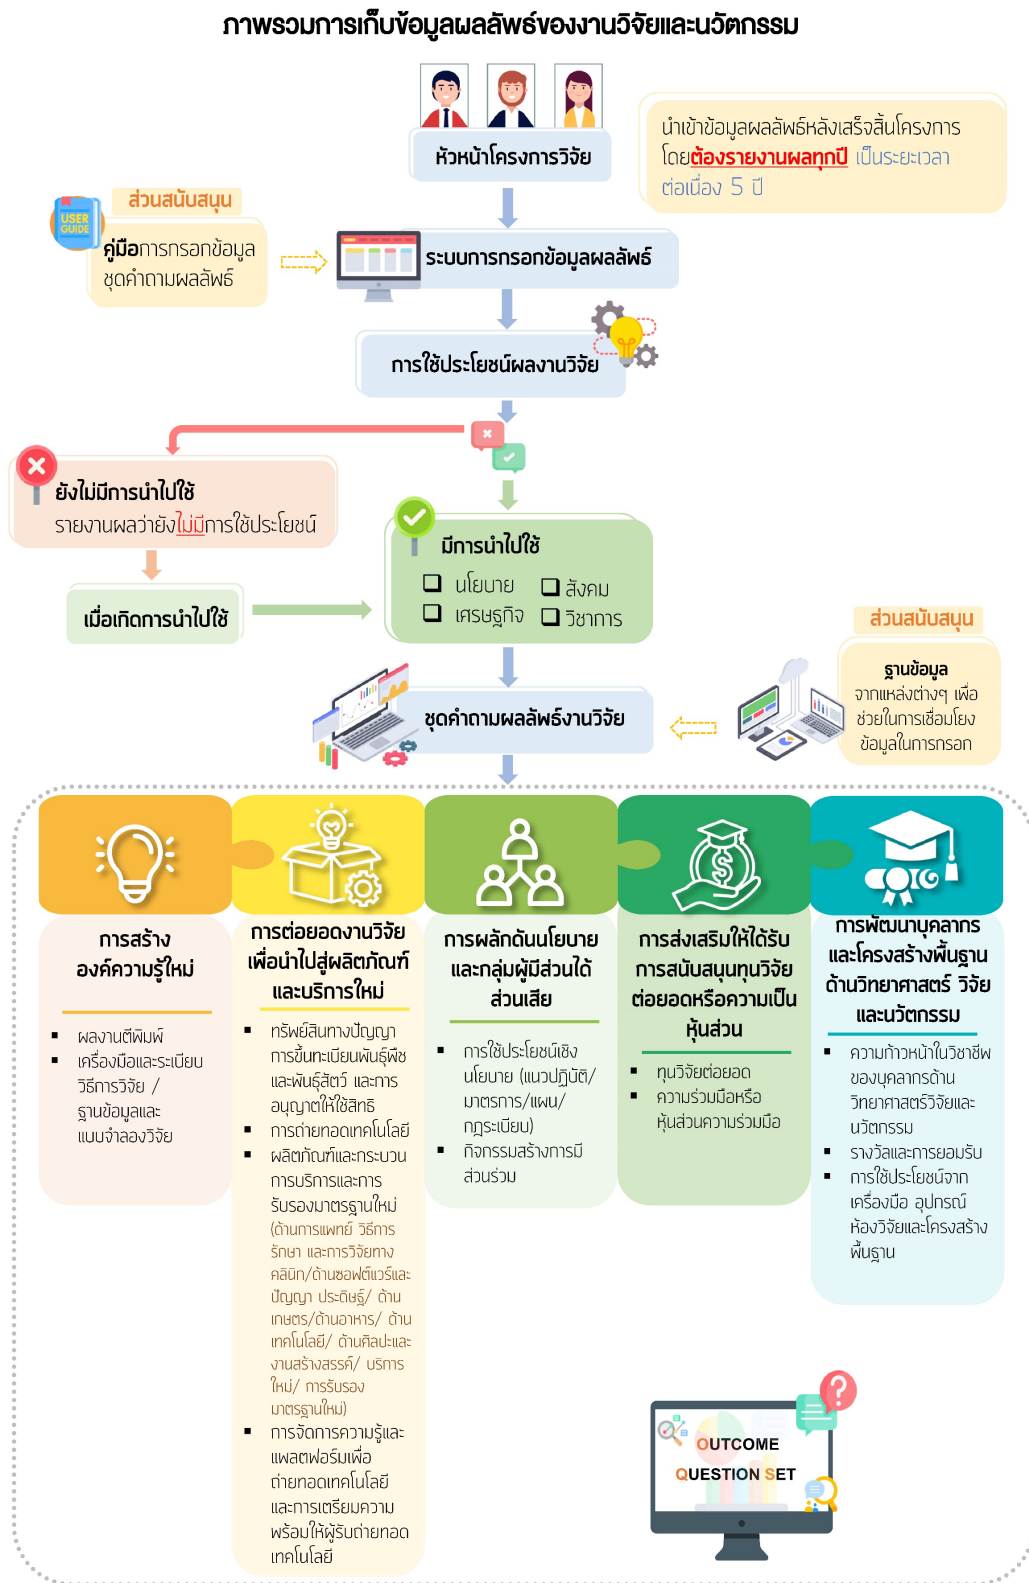 ภาพรวมการเก็บข้อมูลผลลัพธ์ของงานวิจัยและนวัตกรรม
หัวหน้าโครงการวิจัย
นำเข้าข้อมูลผลลัพธ์หลังเสร็จสิ้นโครงการ
โดยต้องรายงานผลทุกปี เป็นระยะเวลา
ต่อเนื่อง 5 ปี
ส่วนสนับสนุน
USER
GUIDE
คู่มือการกรอกข้อมูล
ชุดคำถามผลลัพธ์
ระบบการกรอกข้อมูลผลลัพธ์
การใช้ประโยชน์ผลงานวิจัย
ยังไม่มีการนำไปใช้
รายงานผลว่ายังไม่มีการใช้ประโยชน์
มีการนำไปใช้
❑ นโยบาย ❑ สังคม
❑ เศรษฐกิจ ❑ วิชาการ
เมื่อเกิดการนำไปใช้
ส่วนสนับสนุน
ฐานข้อมูล
จากแหล่งต่างๆ เพื่อ
ช่วยในการเชื่อมโยง
ข้อมูลในการกรอก
ชุดคำถามผลลัพธ์งานวิจัย
การสร้าง
องค์ความรู้ใหม่
▪ ผลงานตีพิมพ์
▪ เครื่องมือและระเบียบ
วิธีการวิจัย /
ฐานข้อมูลและ
แบบจำลองวิจัย
การต่อยอดงานวิจัย
เพื่อนำไปสู่ผลิตภัณฑ์
และบริการใหม่
▪ ทรัพย์สินทางปัญญา
การขึ้นทะเบียนพันธุ์พืช
และพันธุ์สัตว์ และการ
อนุญาตให้ใช้สิทธิ
▪ การถ่ายทอดเทคโนโลยี
▪ ผลิตภัณฑ์และกระบวน
การบริการและการ
รับรองมาตรฐานใหม่
(ด้านการแพทย์ วิธีการ
รักษา และการวิจัยทาง
คลินิก/ด้านซอฟต์แวร์และ
ปัญญา ประดิษฐ์/ ด้าน
เกษตร/ด้านอาหาร/ ด้าน
เทคโนโลยี/ ด้านศิลปะและ
งานสร้างสรรค์/ บริการ
ใหม่/ การรับรอง
มาตรฐานใหม่)
▪ การจัดการความรู้และ
แพลตฟอร์มเพื่อ
ถ่ายทอดเทคโนโลยี
และการเตรียมความ
พร้อมให้ผู้รับถ่ายทอด
เทคโนโลยี
การผลักดันนโยบาย
และกลุ่มผู้มีส่วนได้
ส่วนเสีย
▪ การใช้ประโยชน์เชิง
นโยบาย (แนวปฏิบัติ/
มาตรการ/แผน/
กฎระเบียบ)
▪ กิจกรรมสร้างการมี
ส่วนร่วม
การส่งเสริมให้ได้รับ
การสนับสนุนทุนวิจัย
ต่อยอดหรือความเป็น
หุ้นส่วน
▪ ทุนวิจัยต่อยอด
▪ ความร่วมมือหรือ
หุ้นส่วนความร่วมมือ
การพัฒนาบุคลากร
และโครงสร้างพื้นฐาน
ด้านวิทยาศาสตร์ วิจัย
และนวัตกรรม
▪ ความก้าวหน้าในวิชาชีพ
ของบุคลากรด้าน
วิทยาศาสตร์วิจัยและ
นวัตกรรม
▪ รางวัลและการยอมรับ
▪ การใช้ประโยชน์จาก
เครื่องมือ อุปกรณ์
ห้องวิจัยและโครงสร้าง
พื้นฐาน
OUTCOME
QUESTION SET